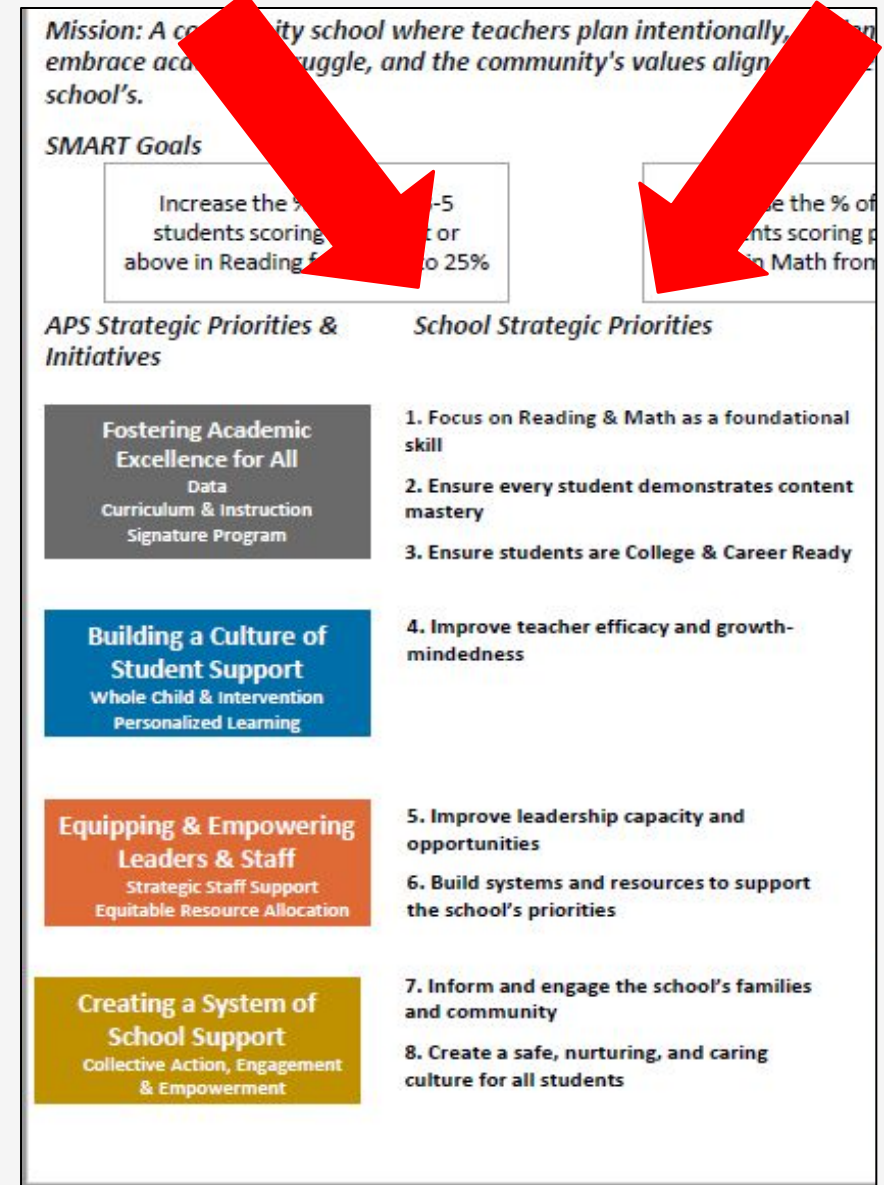 Mission: A ity school where teachers plan intentionally,
embrace aca uggle, and the community's values align
school's.
SMART Goals
Increase the % -5
students scoring t or
above in Reading to 25%
se the % of
nts scoring
in Math from
APS Strategic Priorities &
Initiatives
School Strategic Priorities
Fostering Academic
Excellence for All
Data
Curriculum & Instruction
Signature Program
1. Focus on Reading & Math as a foundational
skill
2. Ensure every student demonstrates content
mastery
3. Ensure students are College & Career Ready
Building a Culture of
Student Support
Whole Child & Intervention
Personalized Learning
4. Improve teacher efficacy and growth-
mindedness
Equipping & Empowering
Leaders & Staff
Strategic Staff Support
Equitable Resource Allocation
5. Improve leadership capacity and
opportunities
6. Build systems and resources to support
the school's priorities
Creating a System of
School Support
Collective Action, Engagement
& Empowerment
7. Inform and engage the school's families
and community
8. Create a safe, nurturing, and caring
culture for all students